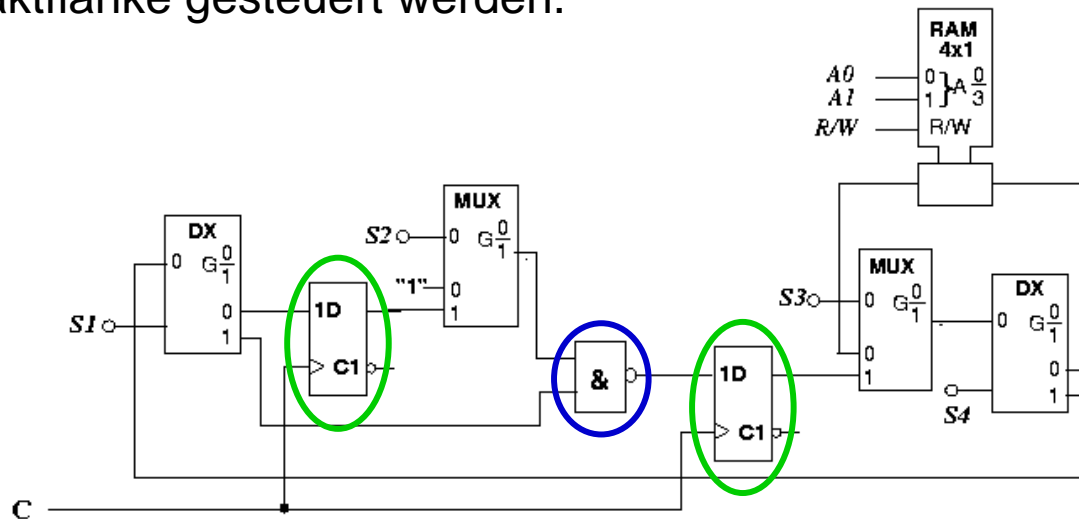 gesteuert werden.
RAM
4x1
A0 0 } A 0/3
A1 1
R/W R/W
MUX
S2 0 G 0/1
"1" 0
1
DX
0 G 0/1
0
1
S1
1D
C1
&
1D
C1
MUX
S3 0 G 0/1
0
1
DX
0 G 0/1
0
1
S4
C